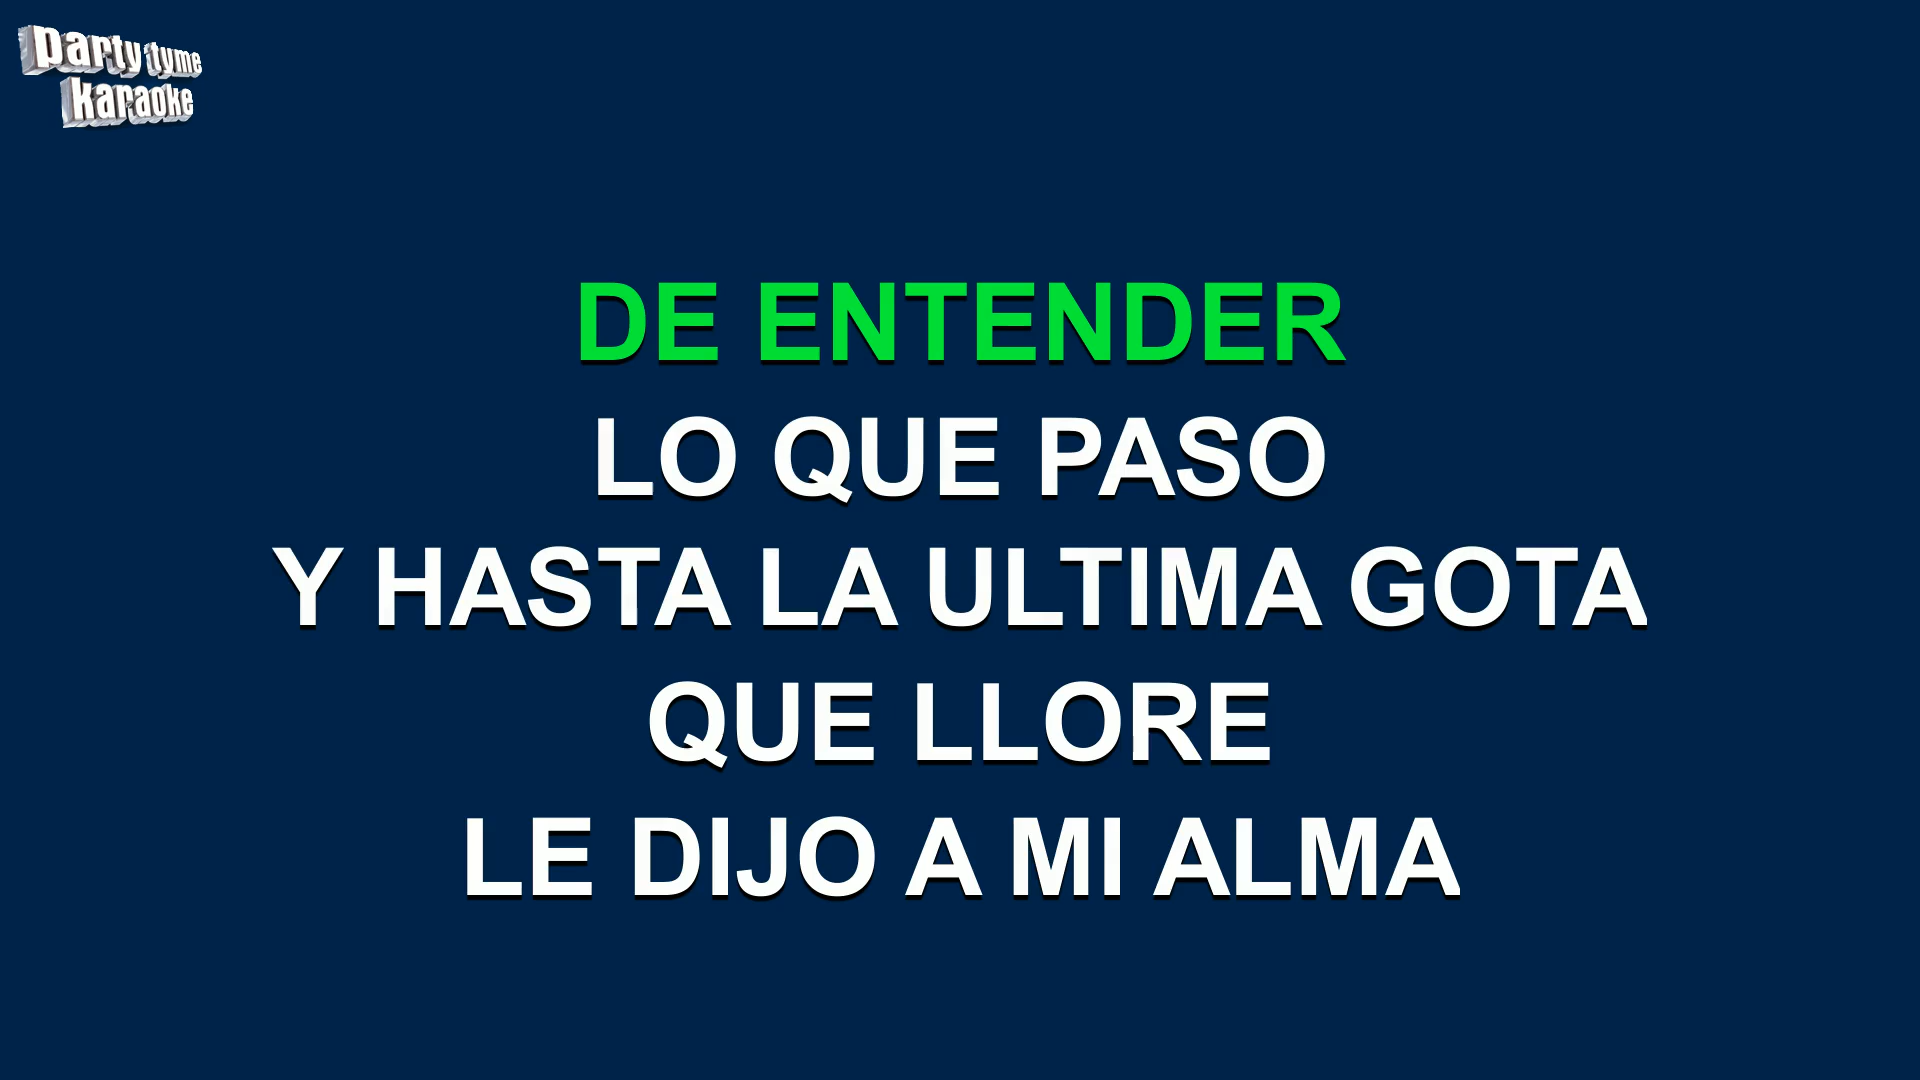 party tyme
karaoke
DE ENTENDER
LO QUE PASO
Y HASTA LA ULTIMA GOTA
QUE LLORE
LE DIJO A MI ALMA